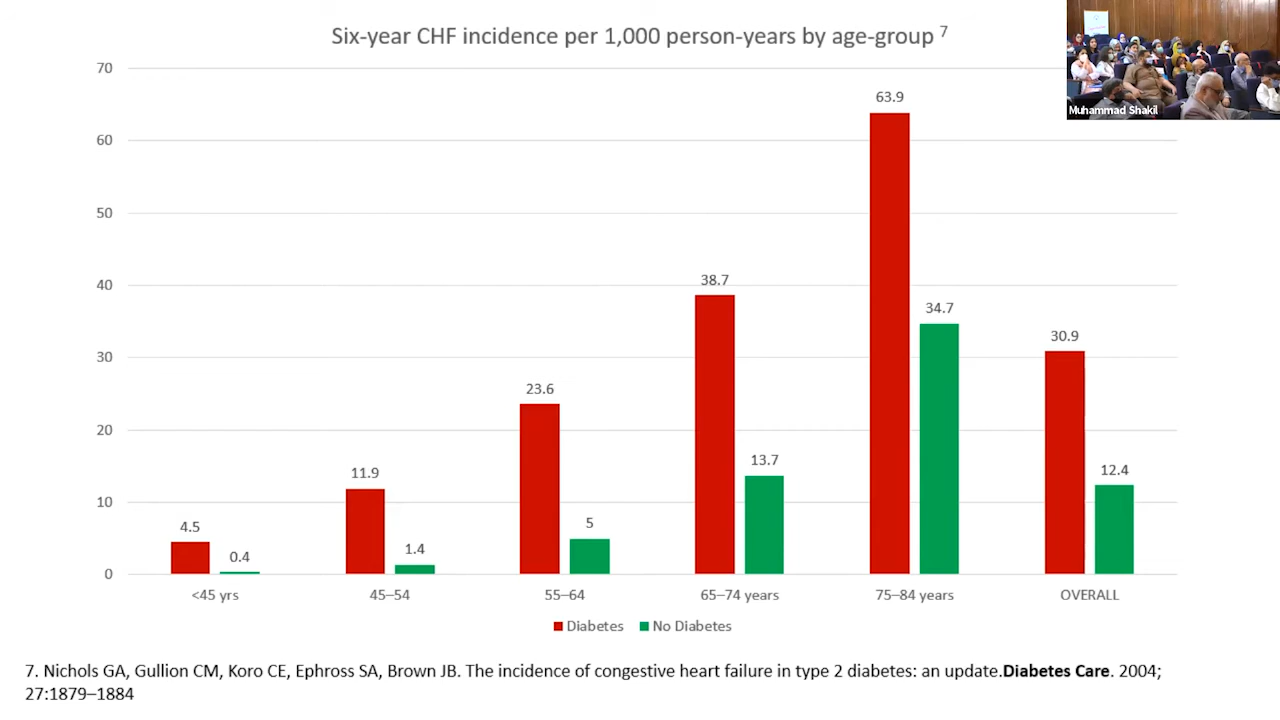 Six-year CHF incidence per 1,000 person-years by age-group 7
Muhammad Shakil
70
60
50
40
30
20
10
0
4.5
0.4
11.9
1.4
23.6
5
38.7
13.7
63.9
34.7
30.9
12.4
<45 yrs
45–54
55–64
65–74 years
75–84 years
OVERALL
Diabetes No Diabetes
7. Nichols GA, Gullion CM, Koro CE, Ephross SA, Brown JB. The incidence of congestive heart failure in type 2 diabetes: an update.Diabetes Care. 2004;
27:1879–1884